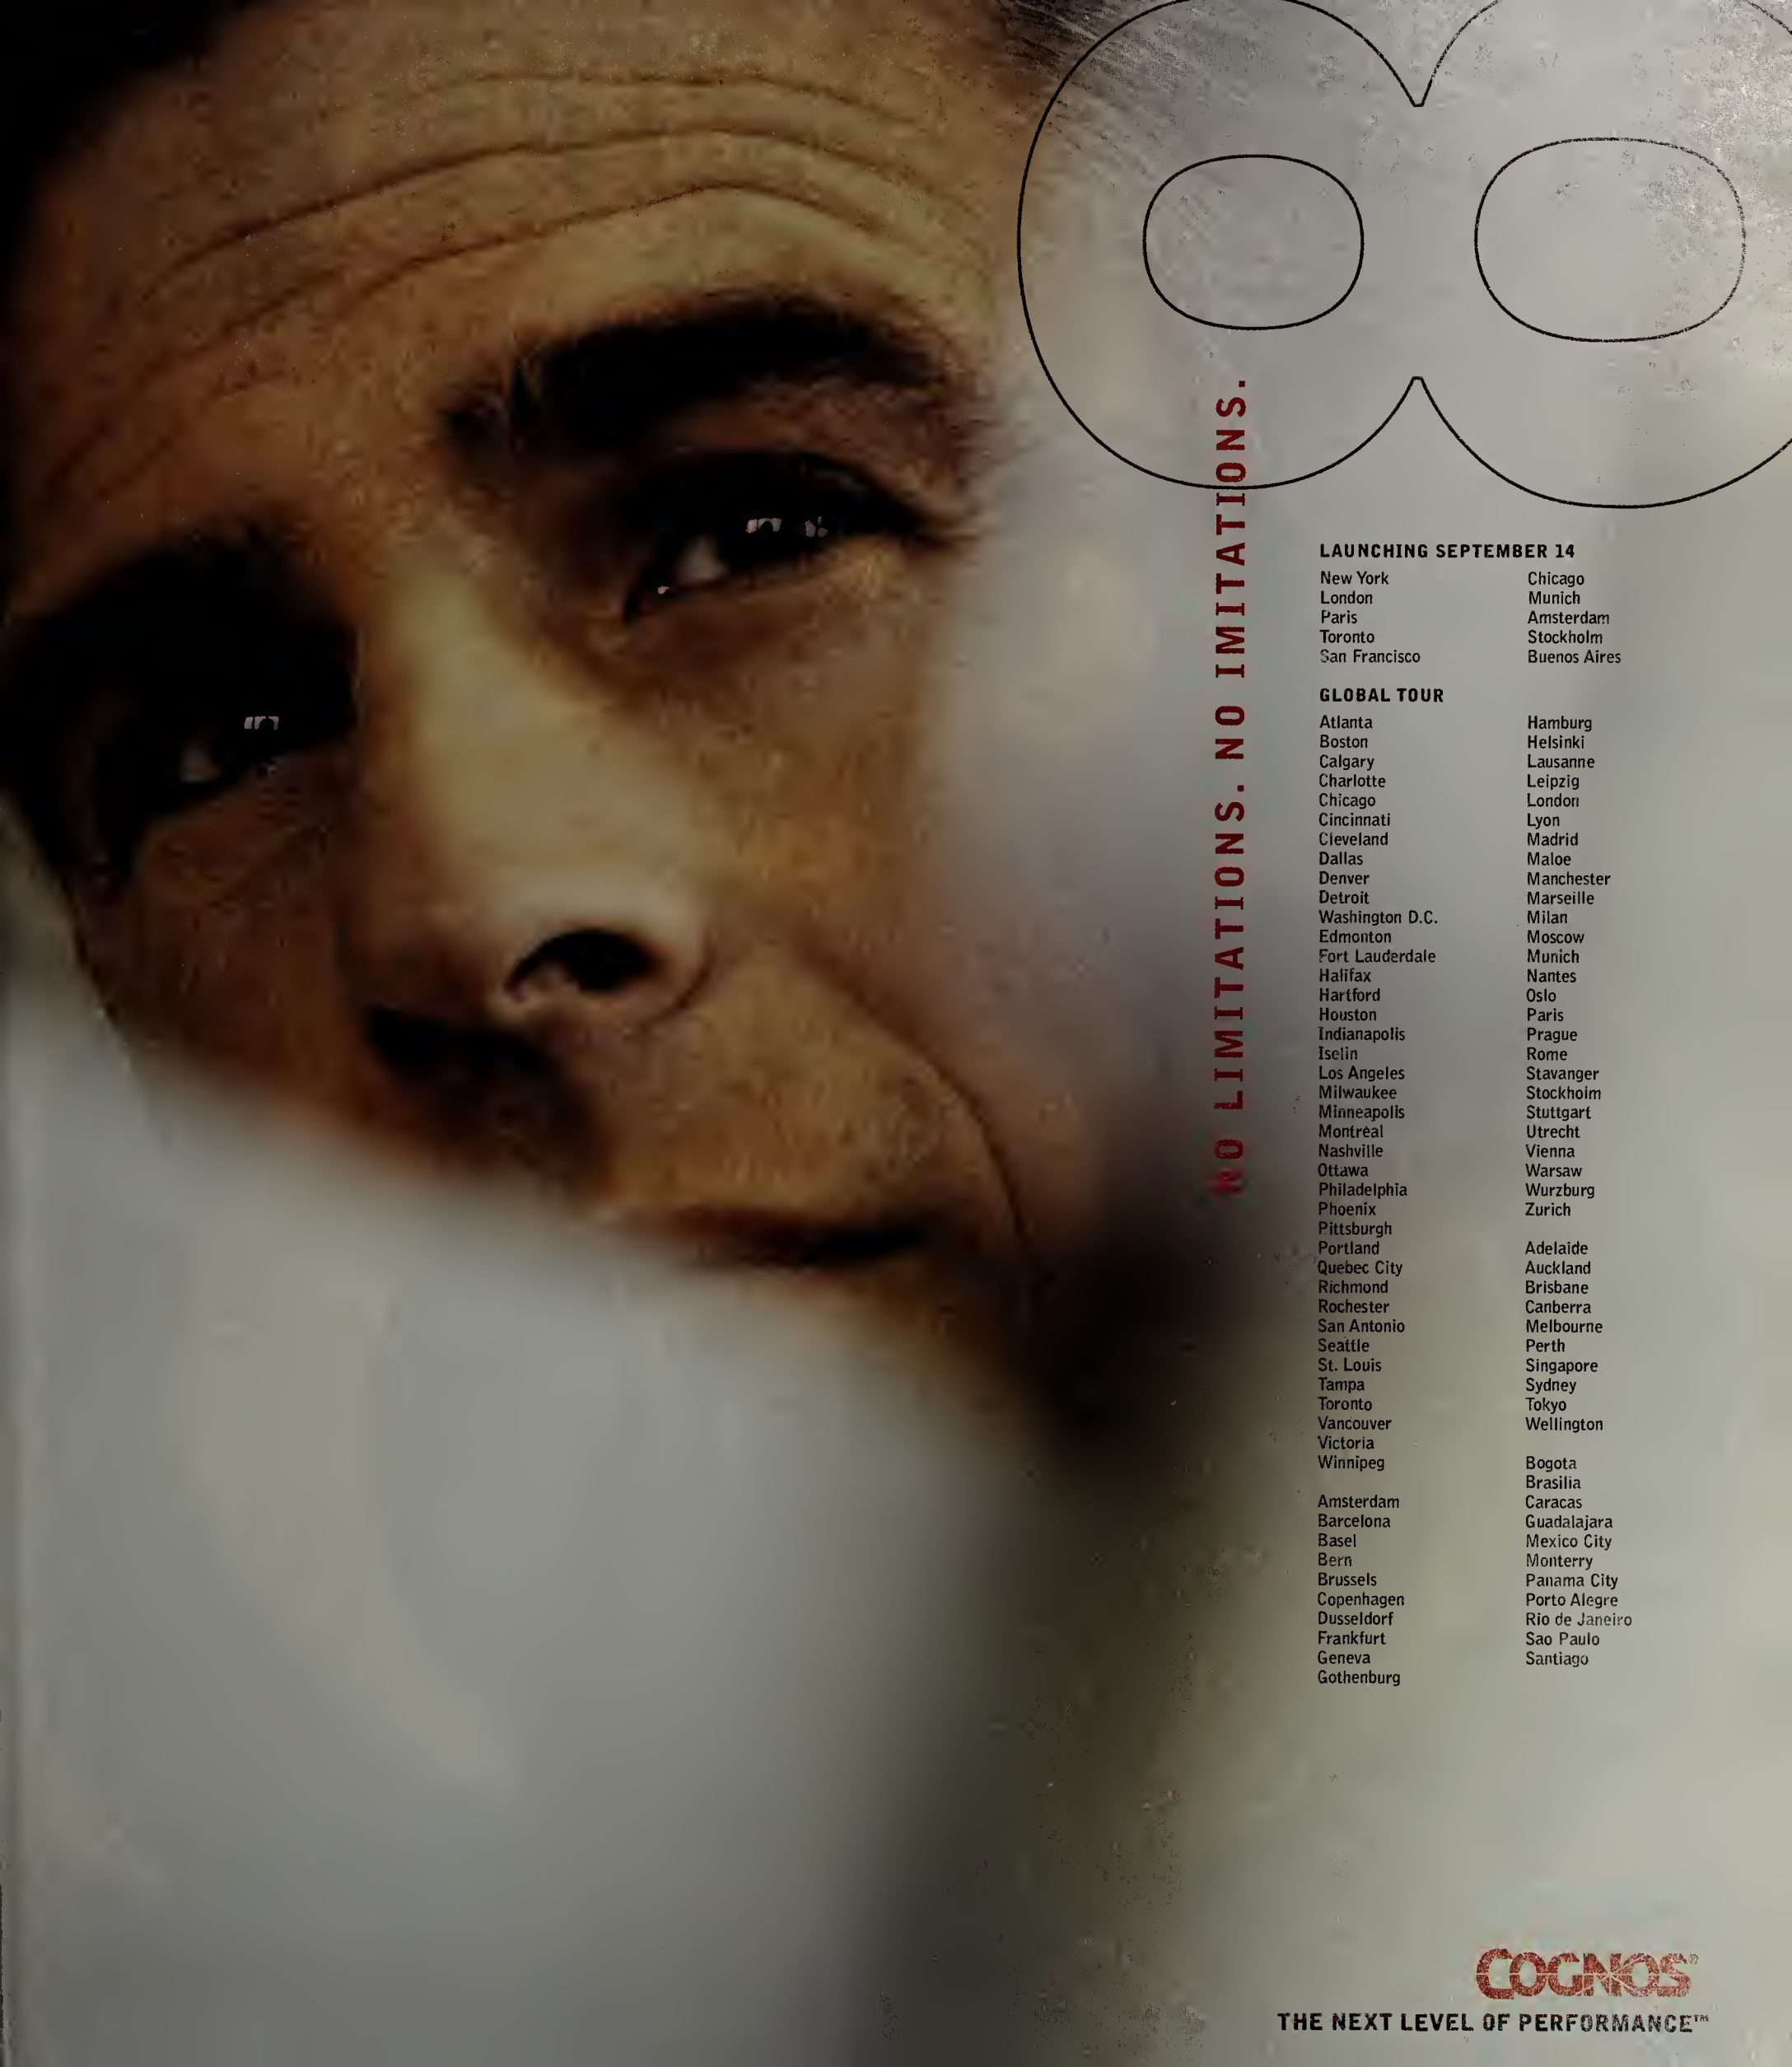 8
NO LIMITATIONS. NO IMITATIONS.
LAUNCHING SEPTEMBER 14
New York
London
Paris
Toronto
San Francisco
Chicago
Munich
Amsterdam
Stockholm
Buenos Aires
GLOBAL TOUR
Atlanta
Boston
Calgary
Charlotte
Chicago
Cincinnati
Cleveland
Dallas
Denver
Detroit
Washington D.C.
Edmonton
Fort Lauderdale
Halifax
Hartford
Houston
Indianapolis
Iselin
Los Angeles
Milwaukee
Minneapolis
Montreal
Nashville
Ottawa
Philadelphia
Phoenix
Pittsburgh
Portland
Quebec City
Richmond
Rochester
San Antonio
Seattle
St. Louis
Tampa
Toronto
Vancouver
Victoria
Winnipeg
Amsterdam
Barcelona
Basel
Bern
Brussels
Copenhagen
Dusseldorf
Frankfurt
Geneva
Gothenburg
Hamburg
Helsinki
Lausanne
Leipzig
London
Lyon
Madrid
Maloe
Manchester
Marseille
Milan
Moscow
Munich
Nantes
Oslo
Paris
Prague
Rome
Stavanger
Stockholm
Stuttgart
Utrecht
Vienna
Warsaw
Wurzburg
Zurich
Adelaide
Auckland
Brisbane
Canberra
Melbourne
Perth
Singapore
Sydney
Tokyo
Wellington
Bogota
Brasilia
Caracas
Guadalajara
Mexico City
Monterry
Panama City
Porto Alegre
Rio de Janeiro
Sao Paulo
Santiago
COGNOS®
THE NEXT LEVEL OF PERFORMANCE™